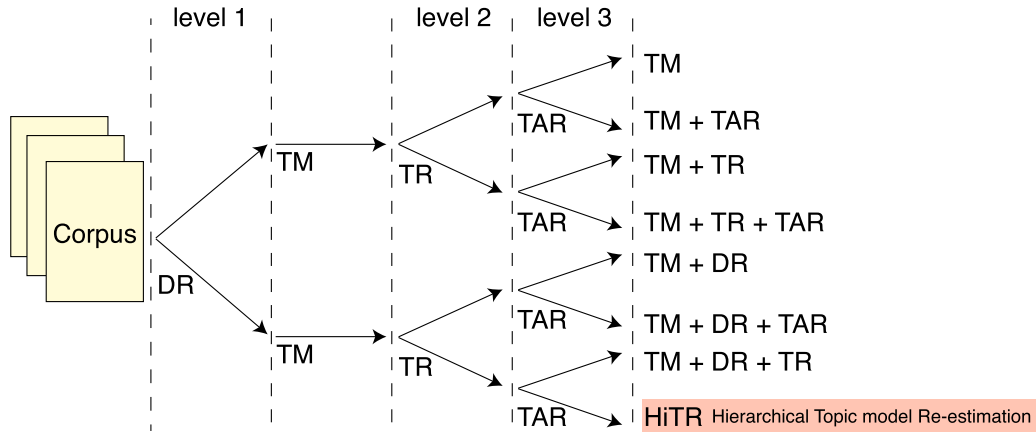 level 1
level 2
level 3
TM
TAR
TM + TAR
TM
TM + TR
TR
TAR
TM + TR + TAR
Corpus
TM + DR
DR
TAR
TM + DR + TAR
TM
TM + DR + TR
TR
TAR
HiTR Hierarchical Topic model Re-estimation